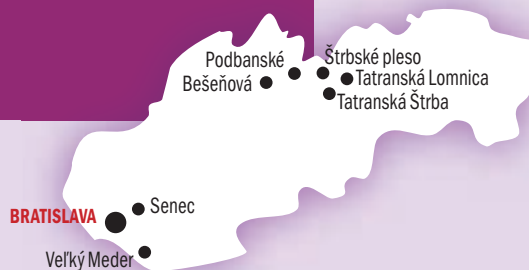 Podbanské
Štrbské pleso
Bešeňová
Tatranská Lomnica
Tatranská Štrba
BRATISLAVA
Senec
Veľký Meder